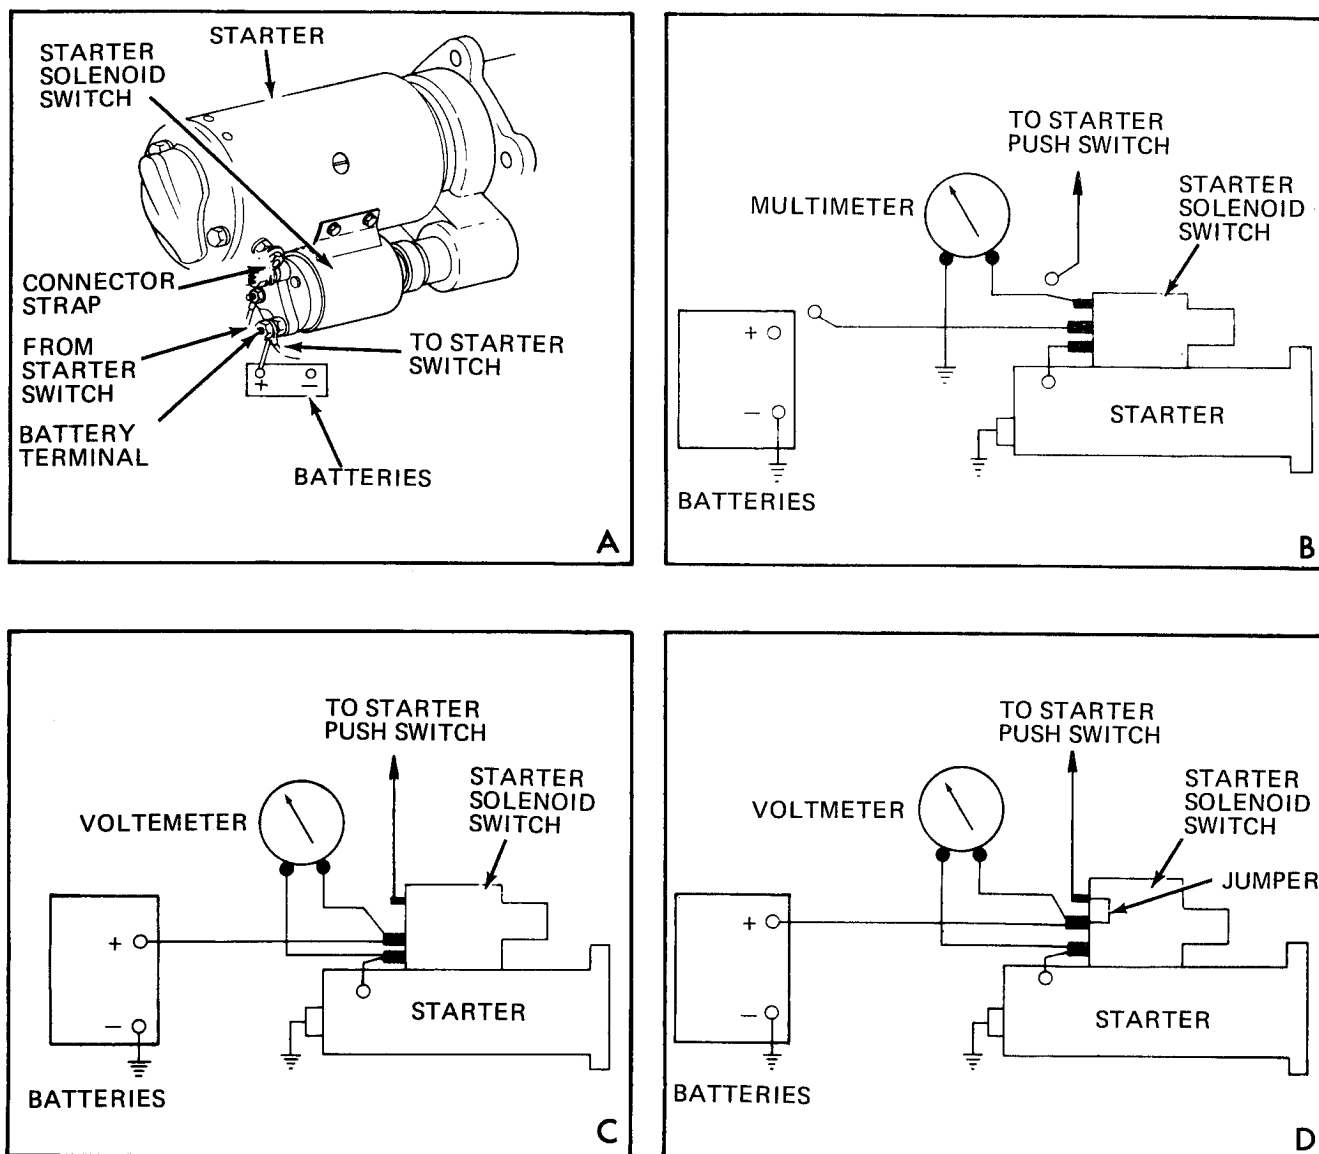 STARTER
STARTER
SOLENOID
SWITCH
CONNECTOR
STRAP
FROM
STARTER
SWITCH
TO STARTER
SWITCH
+ −
BATTERY
TERMINAL
BATTERIES
A
TO STARTER
PUSH SWITCH
MULTIMETER
STARTER
SOLENOID
SWITCH
+
−
STARTER
BATTERIES
B
TO STARTER
PUSH SWITCH
STARTER
SOLENOID
SWITCH
VOLTEMETER
+
−
STARTER
BATTERIES
C
TO STARTER
PUSH SWITCH
STARTER
SOLENOID
SWITCH
VOLTMETER
JUMPER
+
−
STARTER
BATTERIES
D